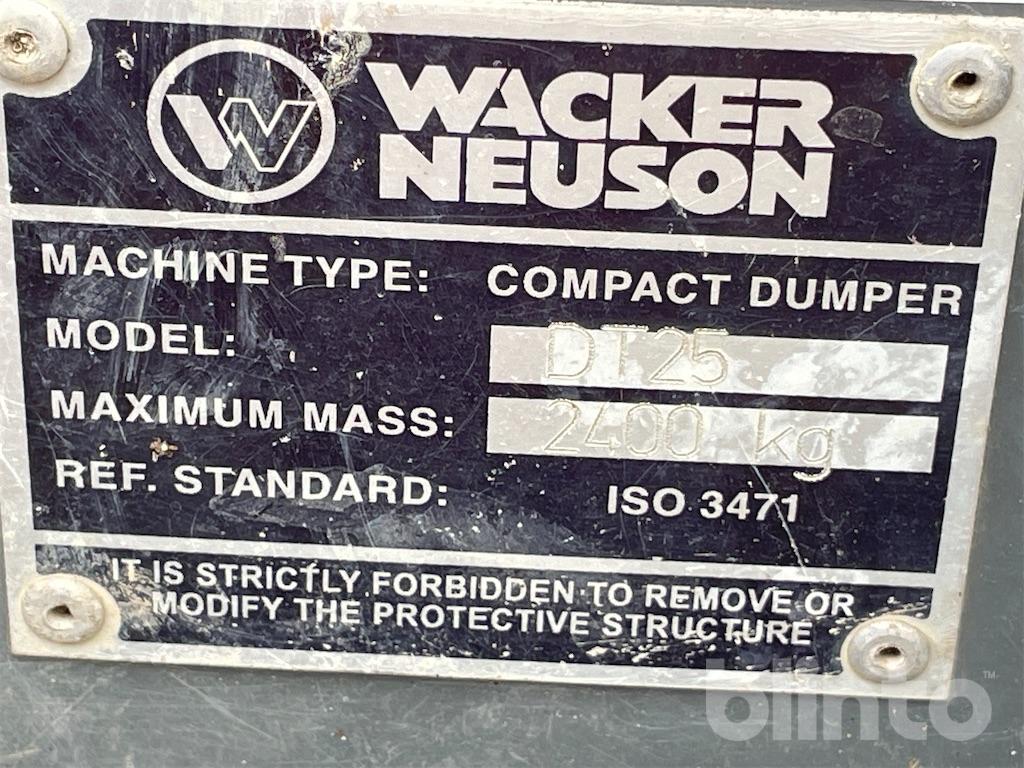 W
WACKER
NEUSON
MACHINE TYPE: COMPACT DUMPER
MODEL: DT25
MAXIMUM MASS: 2400 kg
REF. STANDARD: ISO 3471
IT IS STRICTLY FORBIDDEN TO REMOVE OR
MODIFY THE PROTECTIVE STRUCTURE
blinto™